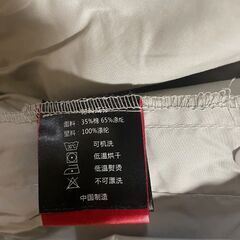 面料：35%棉 65%涤纶
里料：100%涤纶
可机洗
低温烘干
低温熨烫
不可漂洗
中国制造